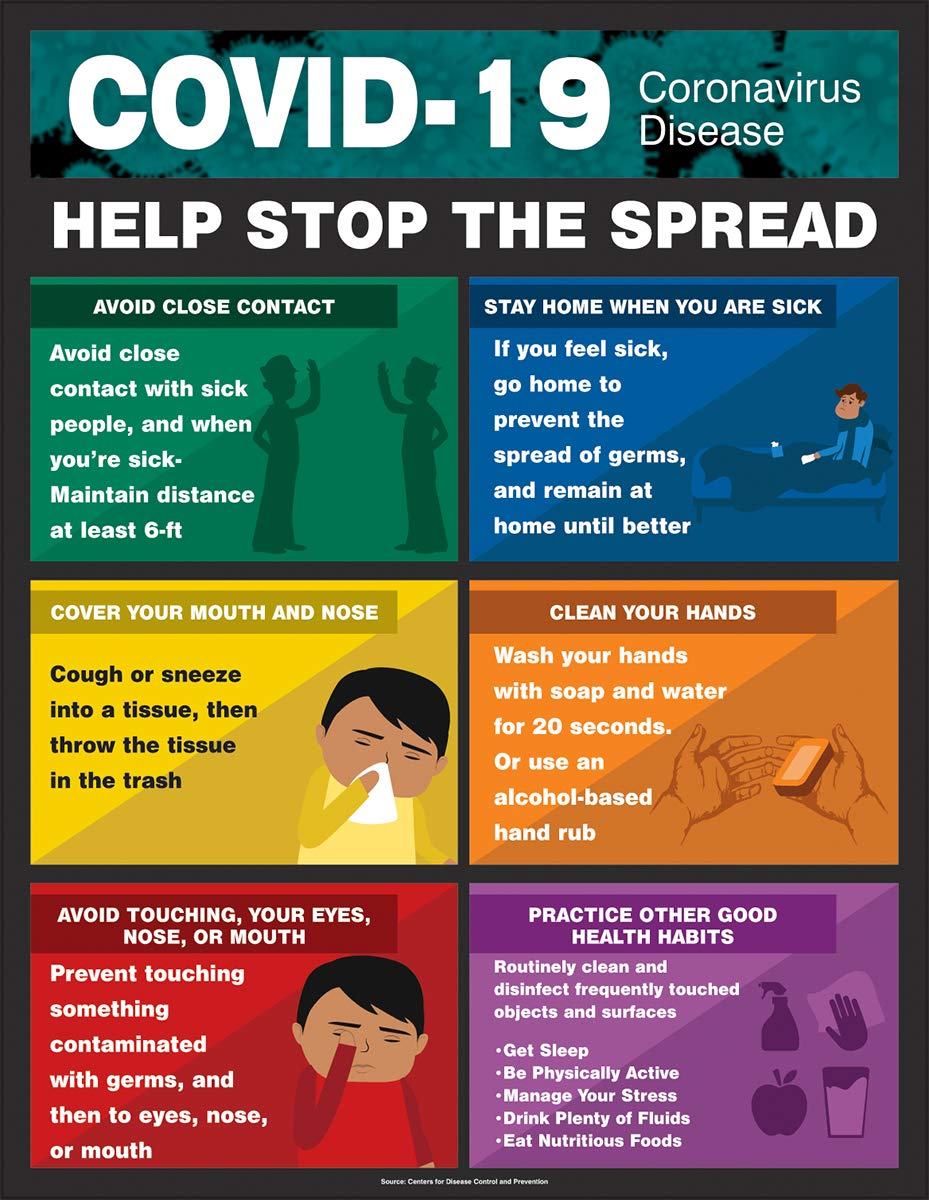 COVID-19 Coronavirus
Disease
HELP STOP THE SPREAD
AVOID CLOSE CONTACT
Avoid close
contact with sick
people, and when
you're sick-
Maintain distance
at least 6-ft
STAY HOME WHEN YOU ARE SICK
If you feel sick,
go home to
prevent the
spread of germs,
and remain at
home until better
COVER YOUR MOUTH AND NOSE
Cough or sneeze
into a tissue, then
throw the tissue
in the trash
CLEAN YOUR HANDS
Wash your hands
with soap and water
for 20 seconds.
Or use an
alcohol-based
hand rub
AVOID TOUCHING, YOUR EYES,
NOSE, OR MOUTH
Prevent touching
something
contaminated
with germs, and
then to eyes, nose,
or mouth
PRACTICE OTHER GOOD
HEALTH HABITS
Routinely clean and
disinfect frequently touched
objects and surfaces
•Get Sleep
•Be Physically Active
•Manage Your Stress
•Drink Plenty of Fluids
•Eat Nutritious Foods
Source: Centers for Disease Control and Prevention